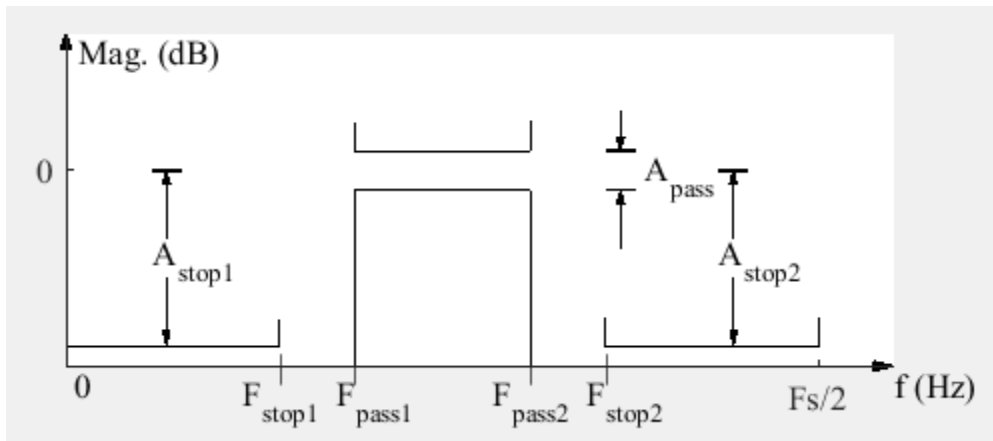 Mag. (dB)
0
A pass
A stop1
A stop2
0
F stop1
F pass1
F pass2
F stop2
Fs/2
f (Hz)